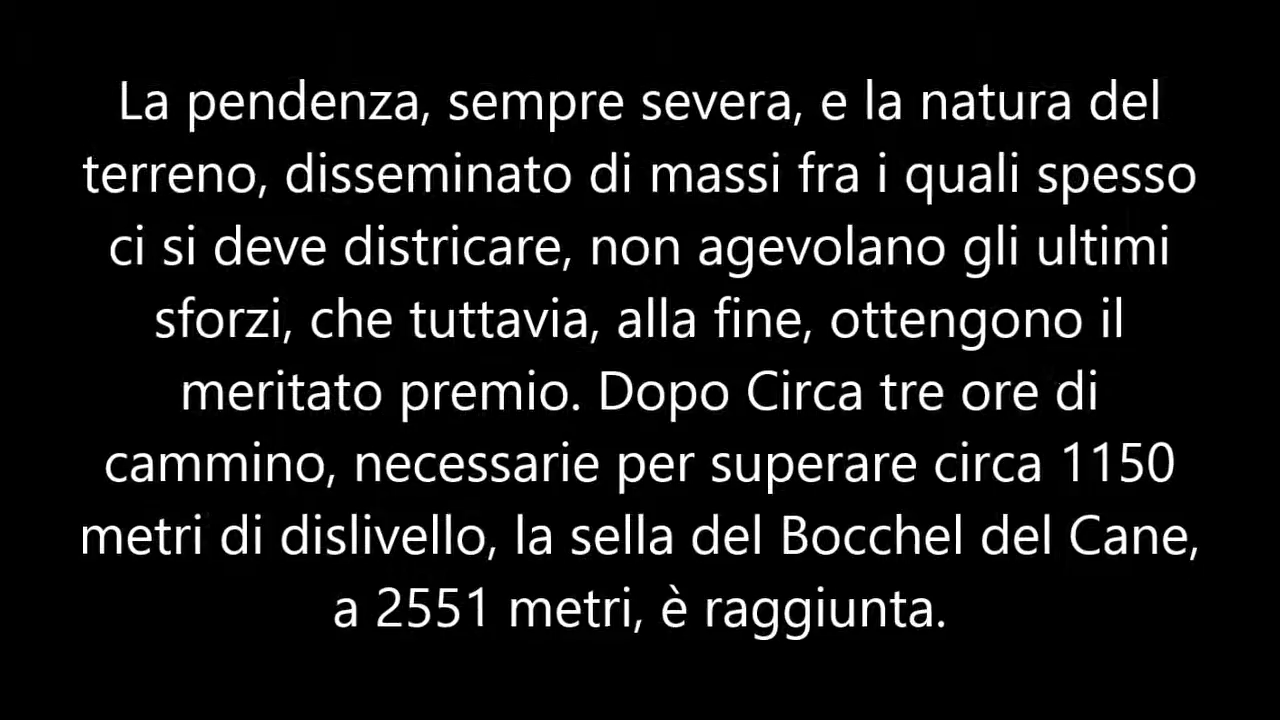 La pendenza, sempre severa, e la natura del
terreno, disseminato di massi fra i quali spesso
ci si deve districare, non agevolano gli ultimi
sforzi, che tuttavia, alla fine, ottengono il
meritato premio. Dopo Circa tre ore di
cammino, necessarie per superare circa 1150
metri di dislivello, la sella del Bocchel del Cane,
a 2551 metri, è raggiunta.